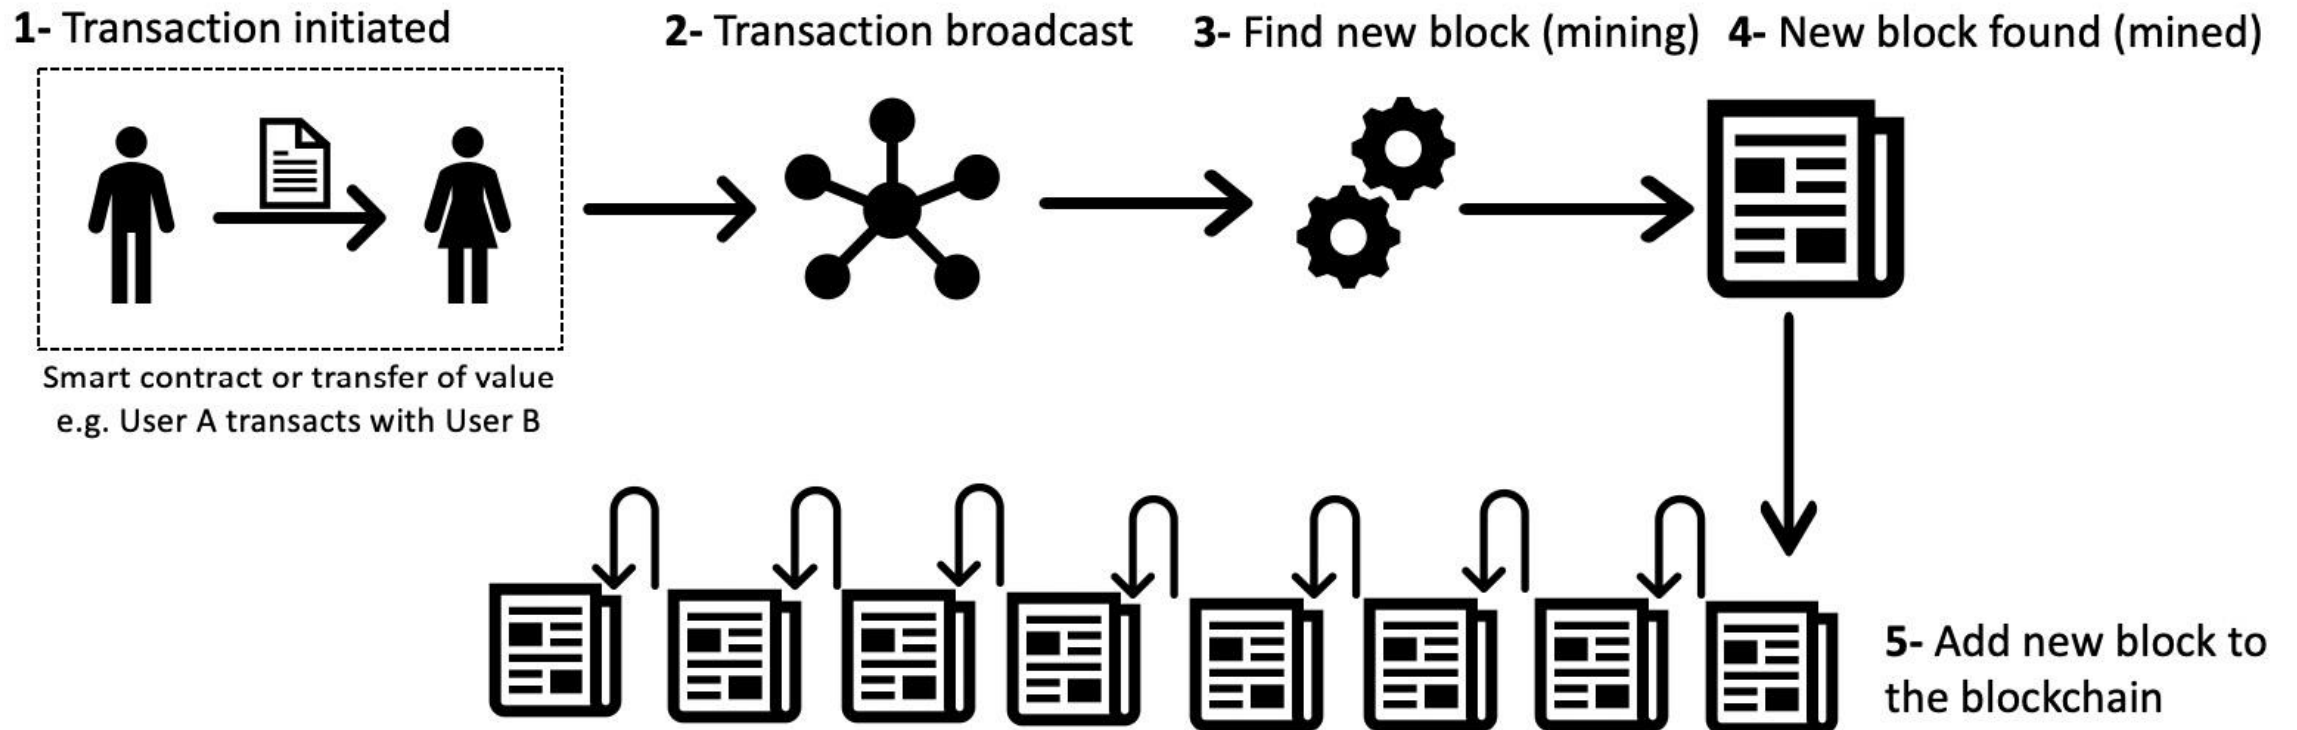 1- Transaction initiated
2- Transaction broadcast
3- Find new block (mining)
4- New block found (mined)
Smart contract or transfer of value
e.g. User A transacts with User B
5- Add new block to
the blockchain